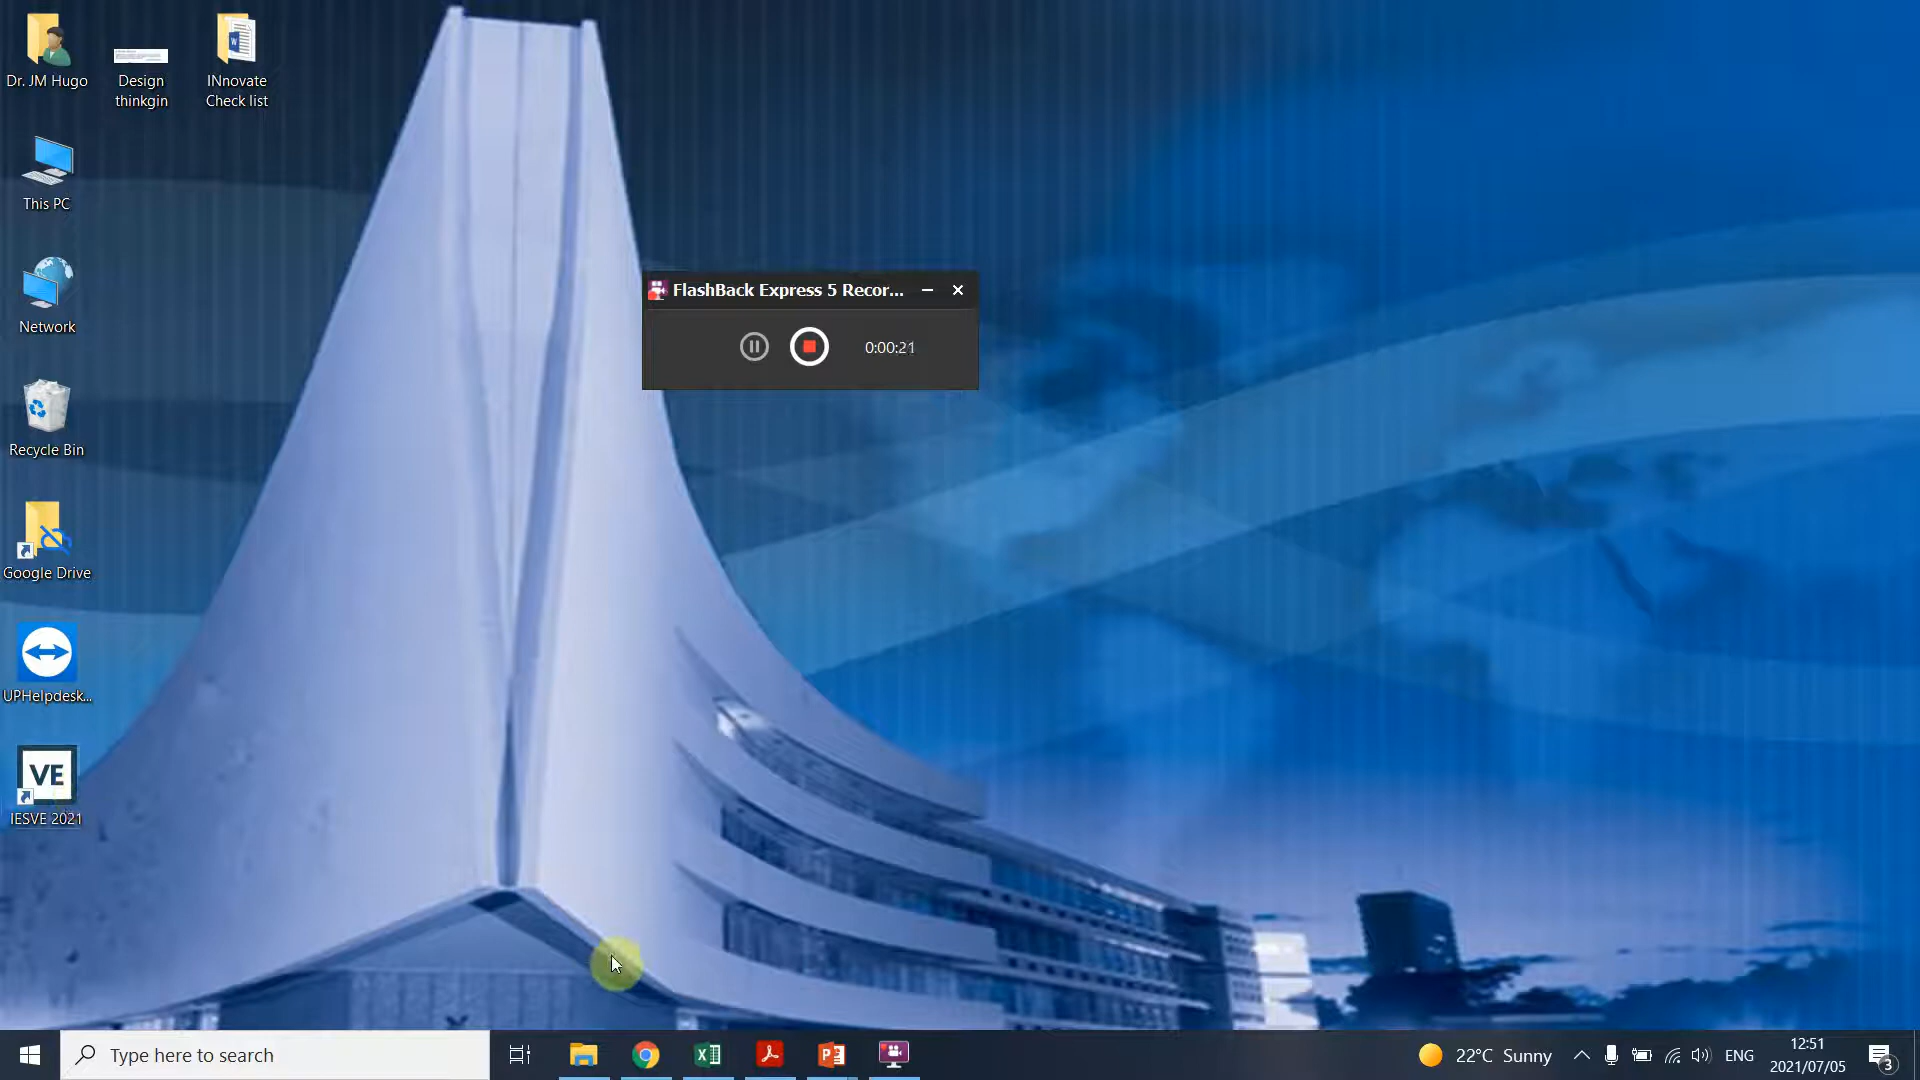 Dr. JM Hugo
Design
thinkgin
INnovate
Check list
This PC
Network
Recycle Bin
Google Drive
UPHelpdesk...
VE
IESVE 2021
FlashBack Express 5 Recor...
0:00:21
Type here to search
22°C Sunny
ENG
12:51
2021/07/05
3